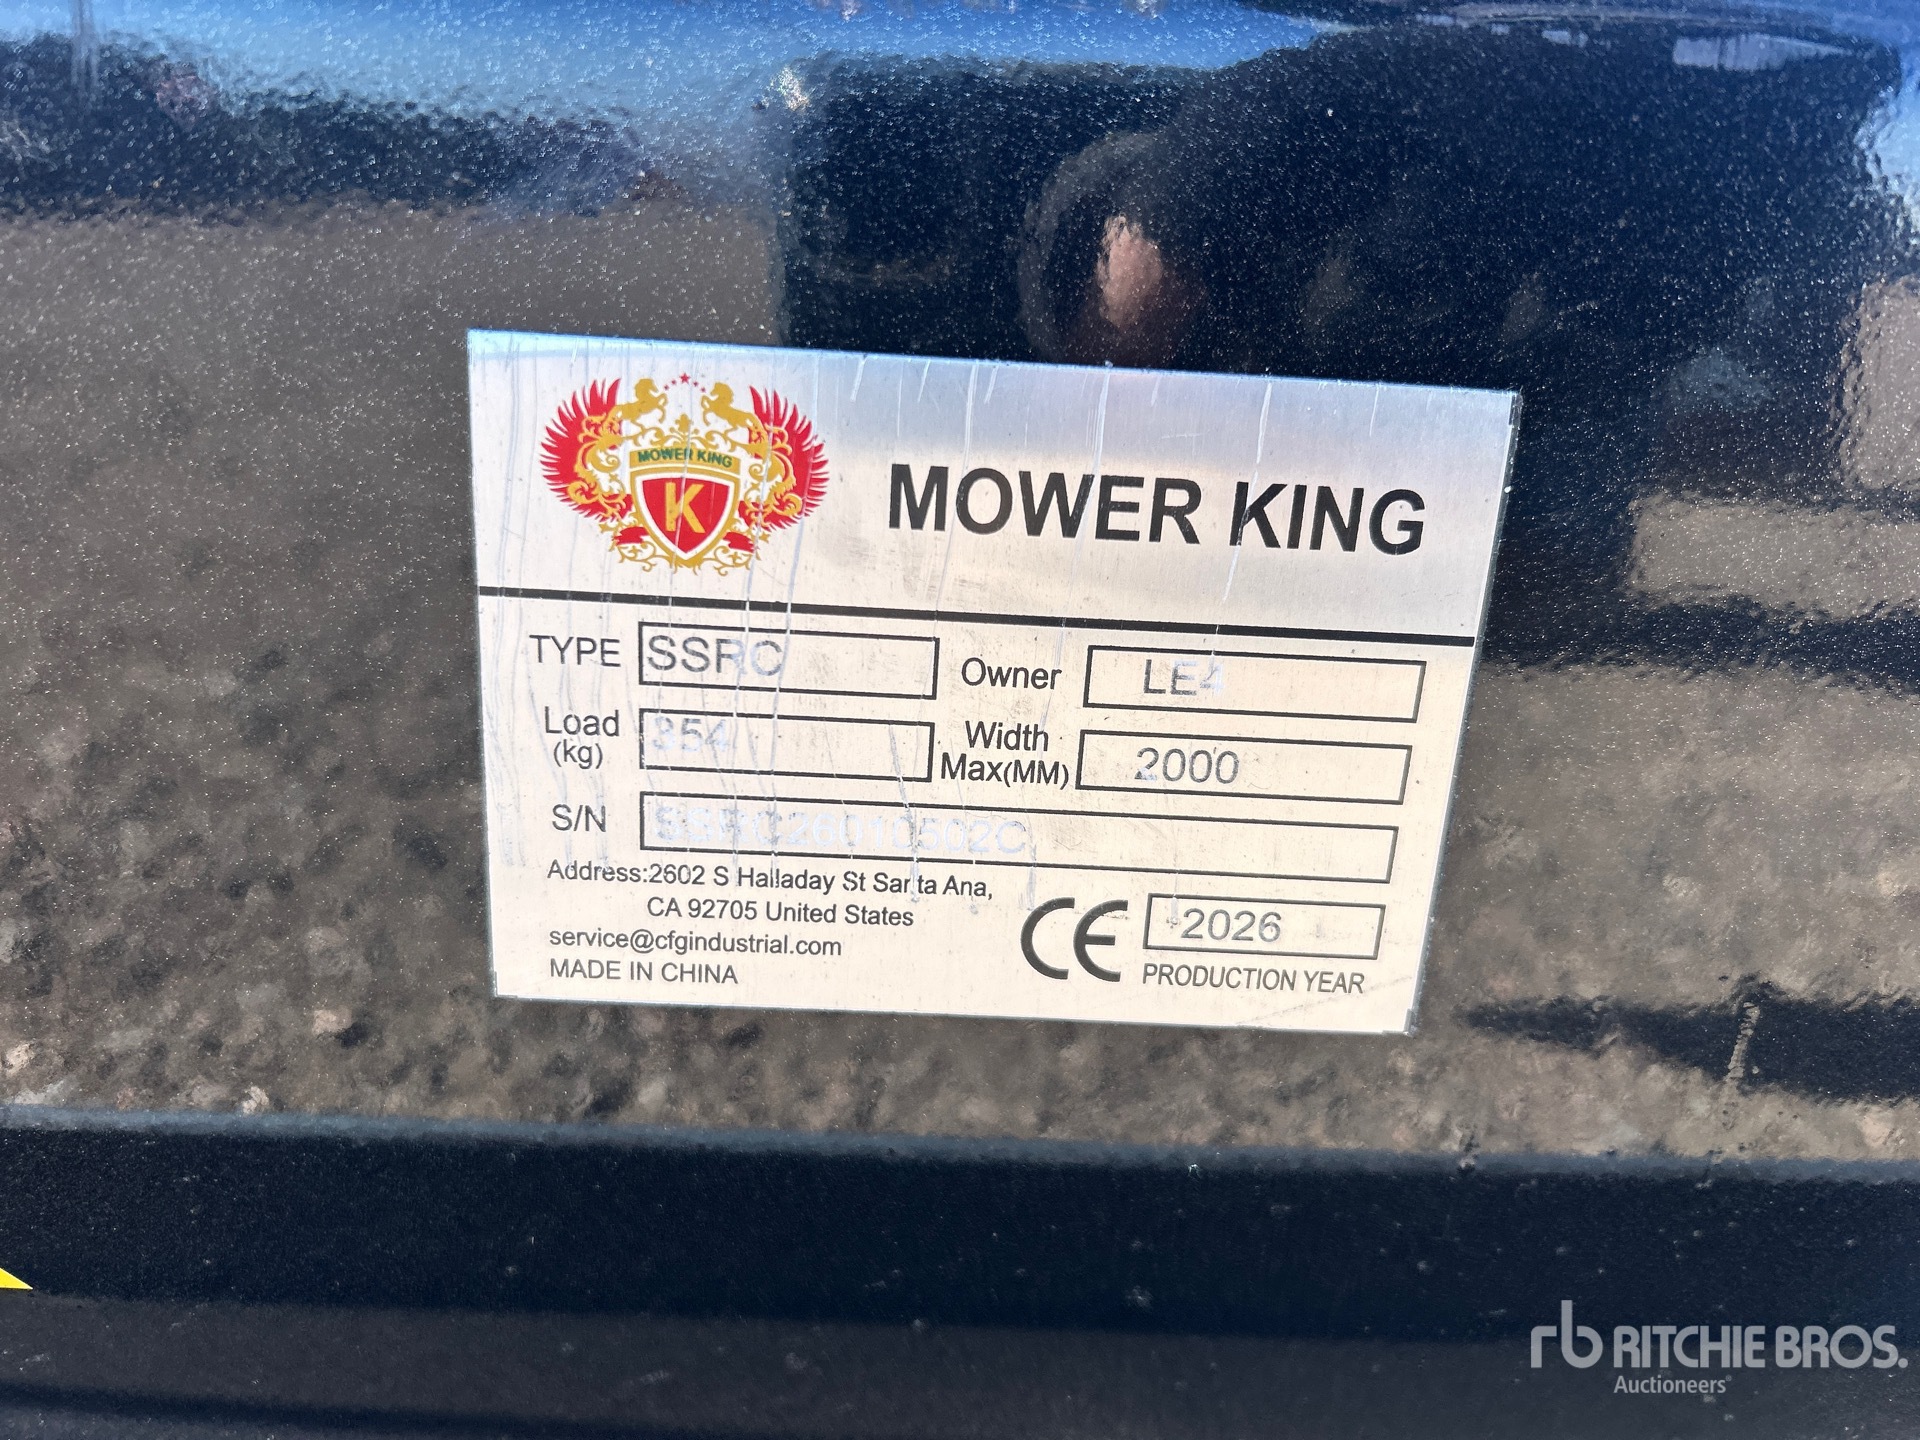 MOWER KING
K
MOWER KING
TYPE SSRC Owner LE4
Load (kg) 354 Width Max(MM) 2000
S/N SSRC26010502C
Address:2602 S Halladay St Santa Ana,
CA 92705 United States
service@cfgindustrial.com
MADE IN CHINA
CE 2026
PRODUCTION YEAR
rb RITCHIE BROS.
Auctioneers